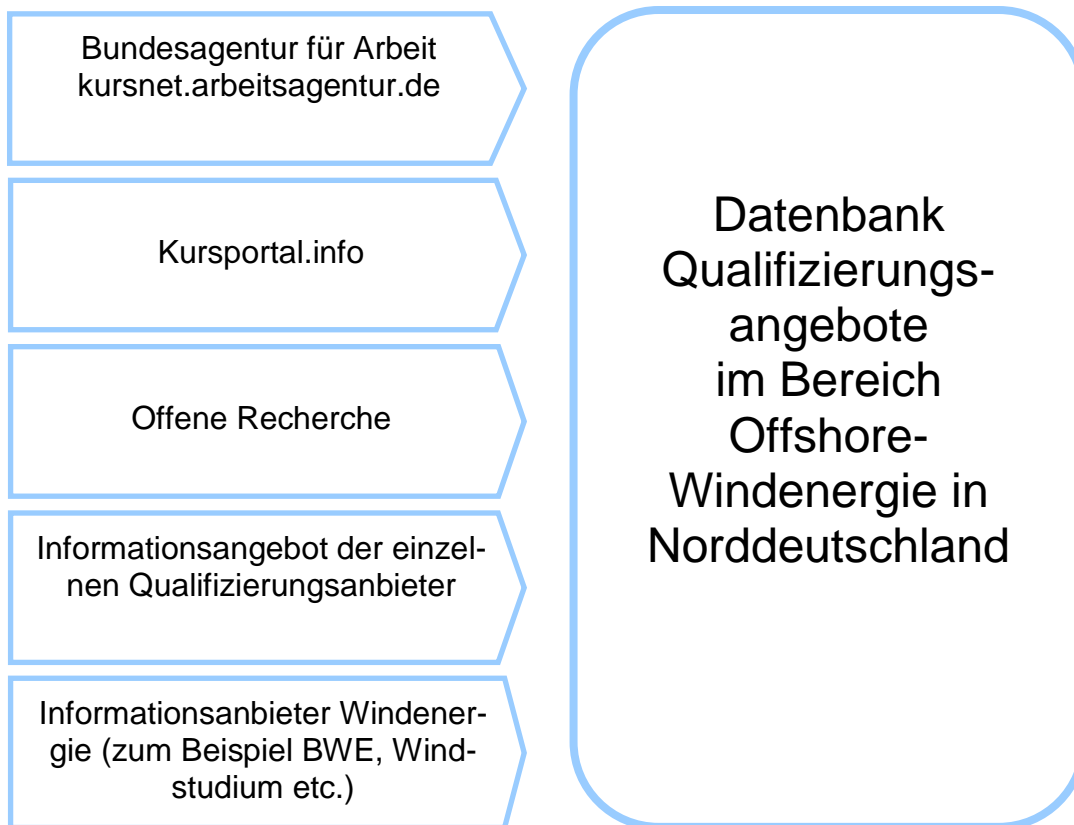 Bundesagentur für Arbeit
kursnet.arbeitsagentur.de
Kursportal.info
Offene Recherche
Informationsangebot der einzel-
nen Qualifizierungsanbieter
Informationsanbieter Windener-
gie (zum Beispiel BWE, Wind-
studium etc.)
Datenbank
Qualifizierungs-
angebote
im Bereich
Offshore-
Windenergie in
Norddeutschland